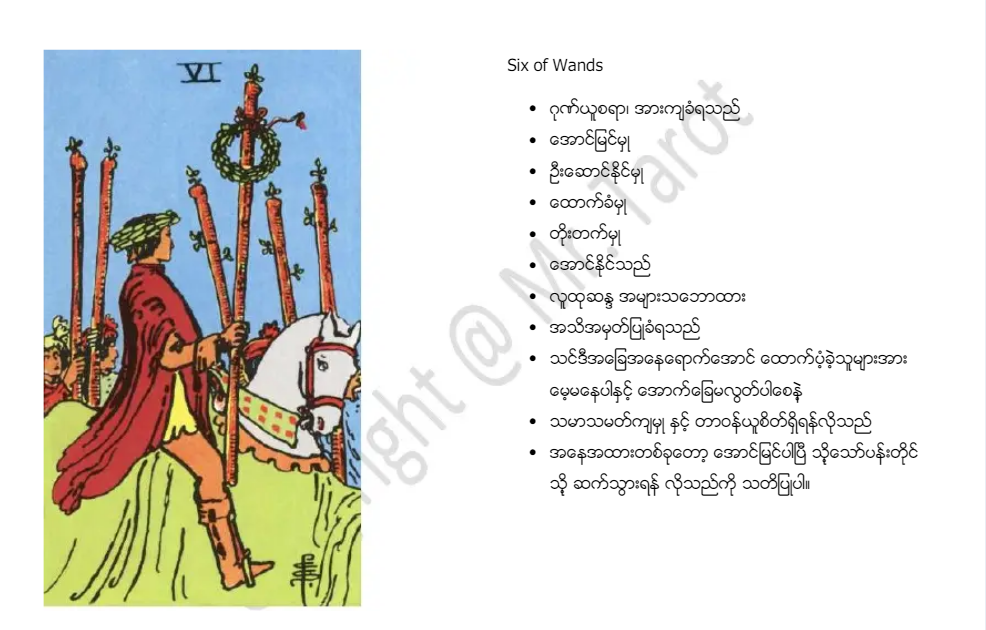 VI
Six of Wands
• ဂုဏ်ယူစရာ၊ အားကျခံရသည်
• အောင်မြင်မှု
• ဦးဆောင်နိုင်မှု
• ထောက်ခံမှု
• တိုးတက်မှု
• အောင်နိုင်သည်
• လူထုဆန္ဒ အများသဘောထား
• အသိအမှတ်ပြုခံရသည်
• သင်ဒီအခြေအနေရောက်အောင် ထောက်ပံ့ခဲ့သူများအား
မေ့မနေပါနှင့် အောက်ခြေမလွတ်ပါစေနဲ့
• သမာသမတ်ကျမှု နှင့် တာဝန်ယူစိတ်ရှိရန်လိုသည်
• အနေအထားတစ်ခုတော့ အောင်မြင်ပါပြီ သို့သော်ပန်းတိုင်
သို့ ဆက်သွားရန် လိုသည်ကို သတိပြုပါ။
ght @ Mr. Tarot